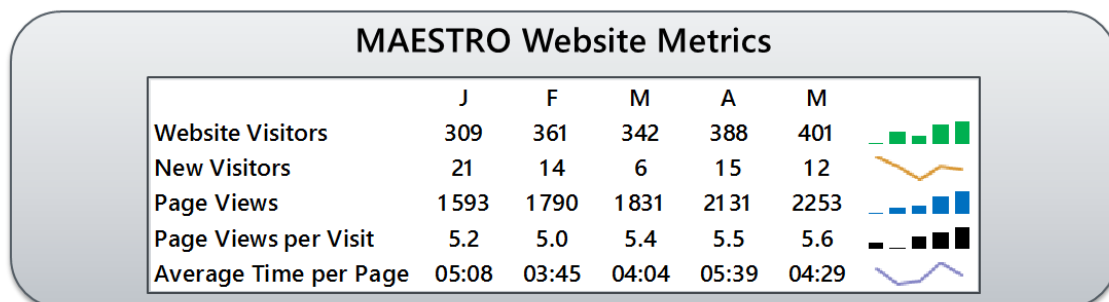 MAESTRO Website Metrics
J F M A M
Website Visitors 309 361 342 388 401
New Visitors 21 14 6 15 12
Page Views 1593 1790 1831 2131 2253
Page Views per Visit 5.2 5.0 5.4 5.5 5.6
Average Time per Page 05:08 03:45 04:04 05:39 04:29